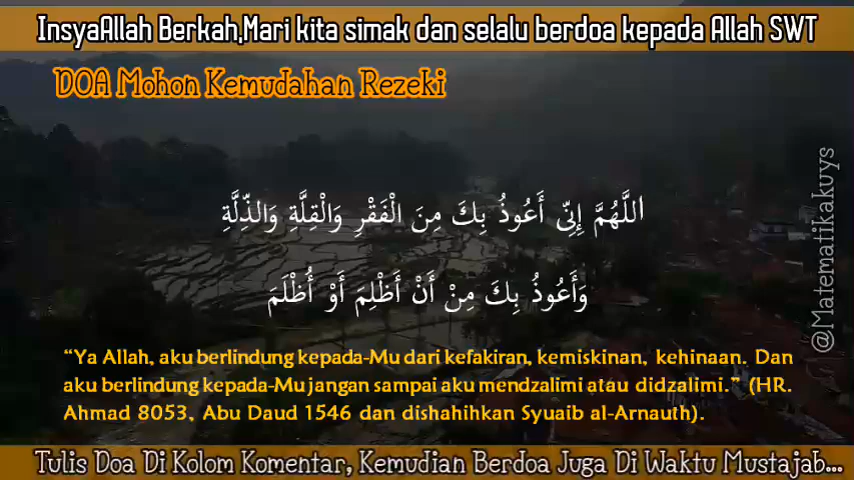 InsyaAllah Berkah,Mari kita simak dan selalu berdoa kepada Allah SWT
DOA Mohon Kemudahan Rezeki
اللَّهُمَّ إِنِّى أَعُوذُ بِكَ مِنَ الْفَقْرِ وَالْقِلَّةِ وَالذِّلَّةِ
وَأَعُوذُ بِكَ مِنْ أَنْ أَظْلِمَ أَوْ أُظْلَمَ
“Ya Allah, aku berlindung kepada-Mu dari kefakiran, kemiskinan, kehinaan. Dan
aku berlindung kepada-Mu jangan sampai aku mendzalimi atau didzalimi.” (HR.
Ahmad 8053, Abu Daud 1546 dan dishahihkan Syuaib al-Arnauth).
@Matematikakuys
Tulis Doa Di Kolom Komentar, Kemudian Berdoa Juga Di Waktu Mustajab...